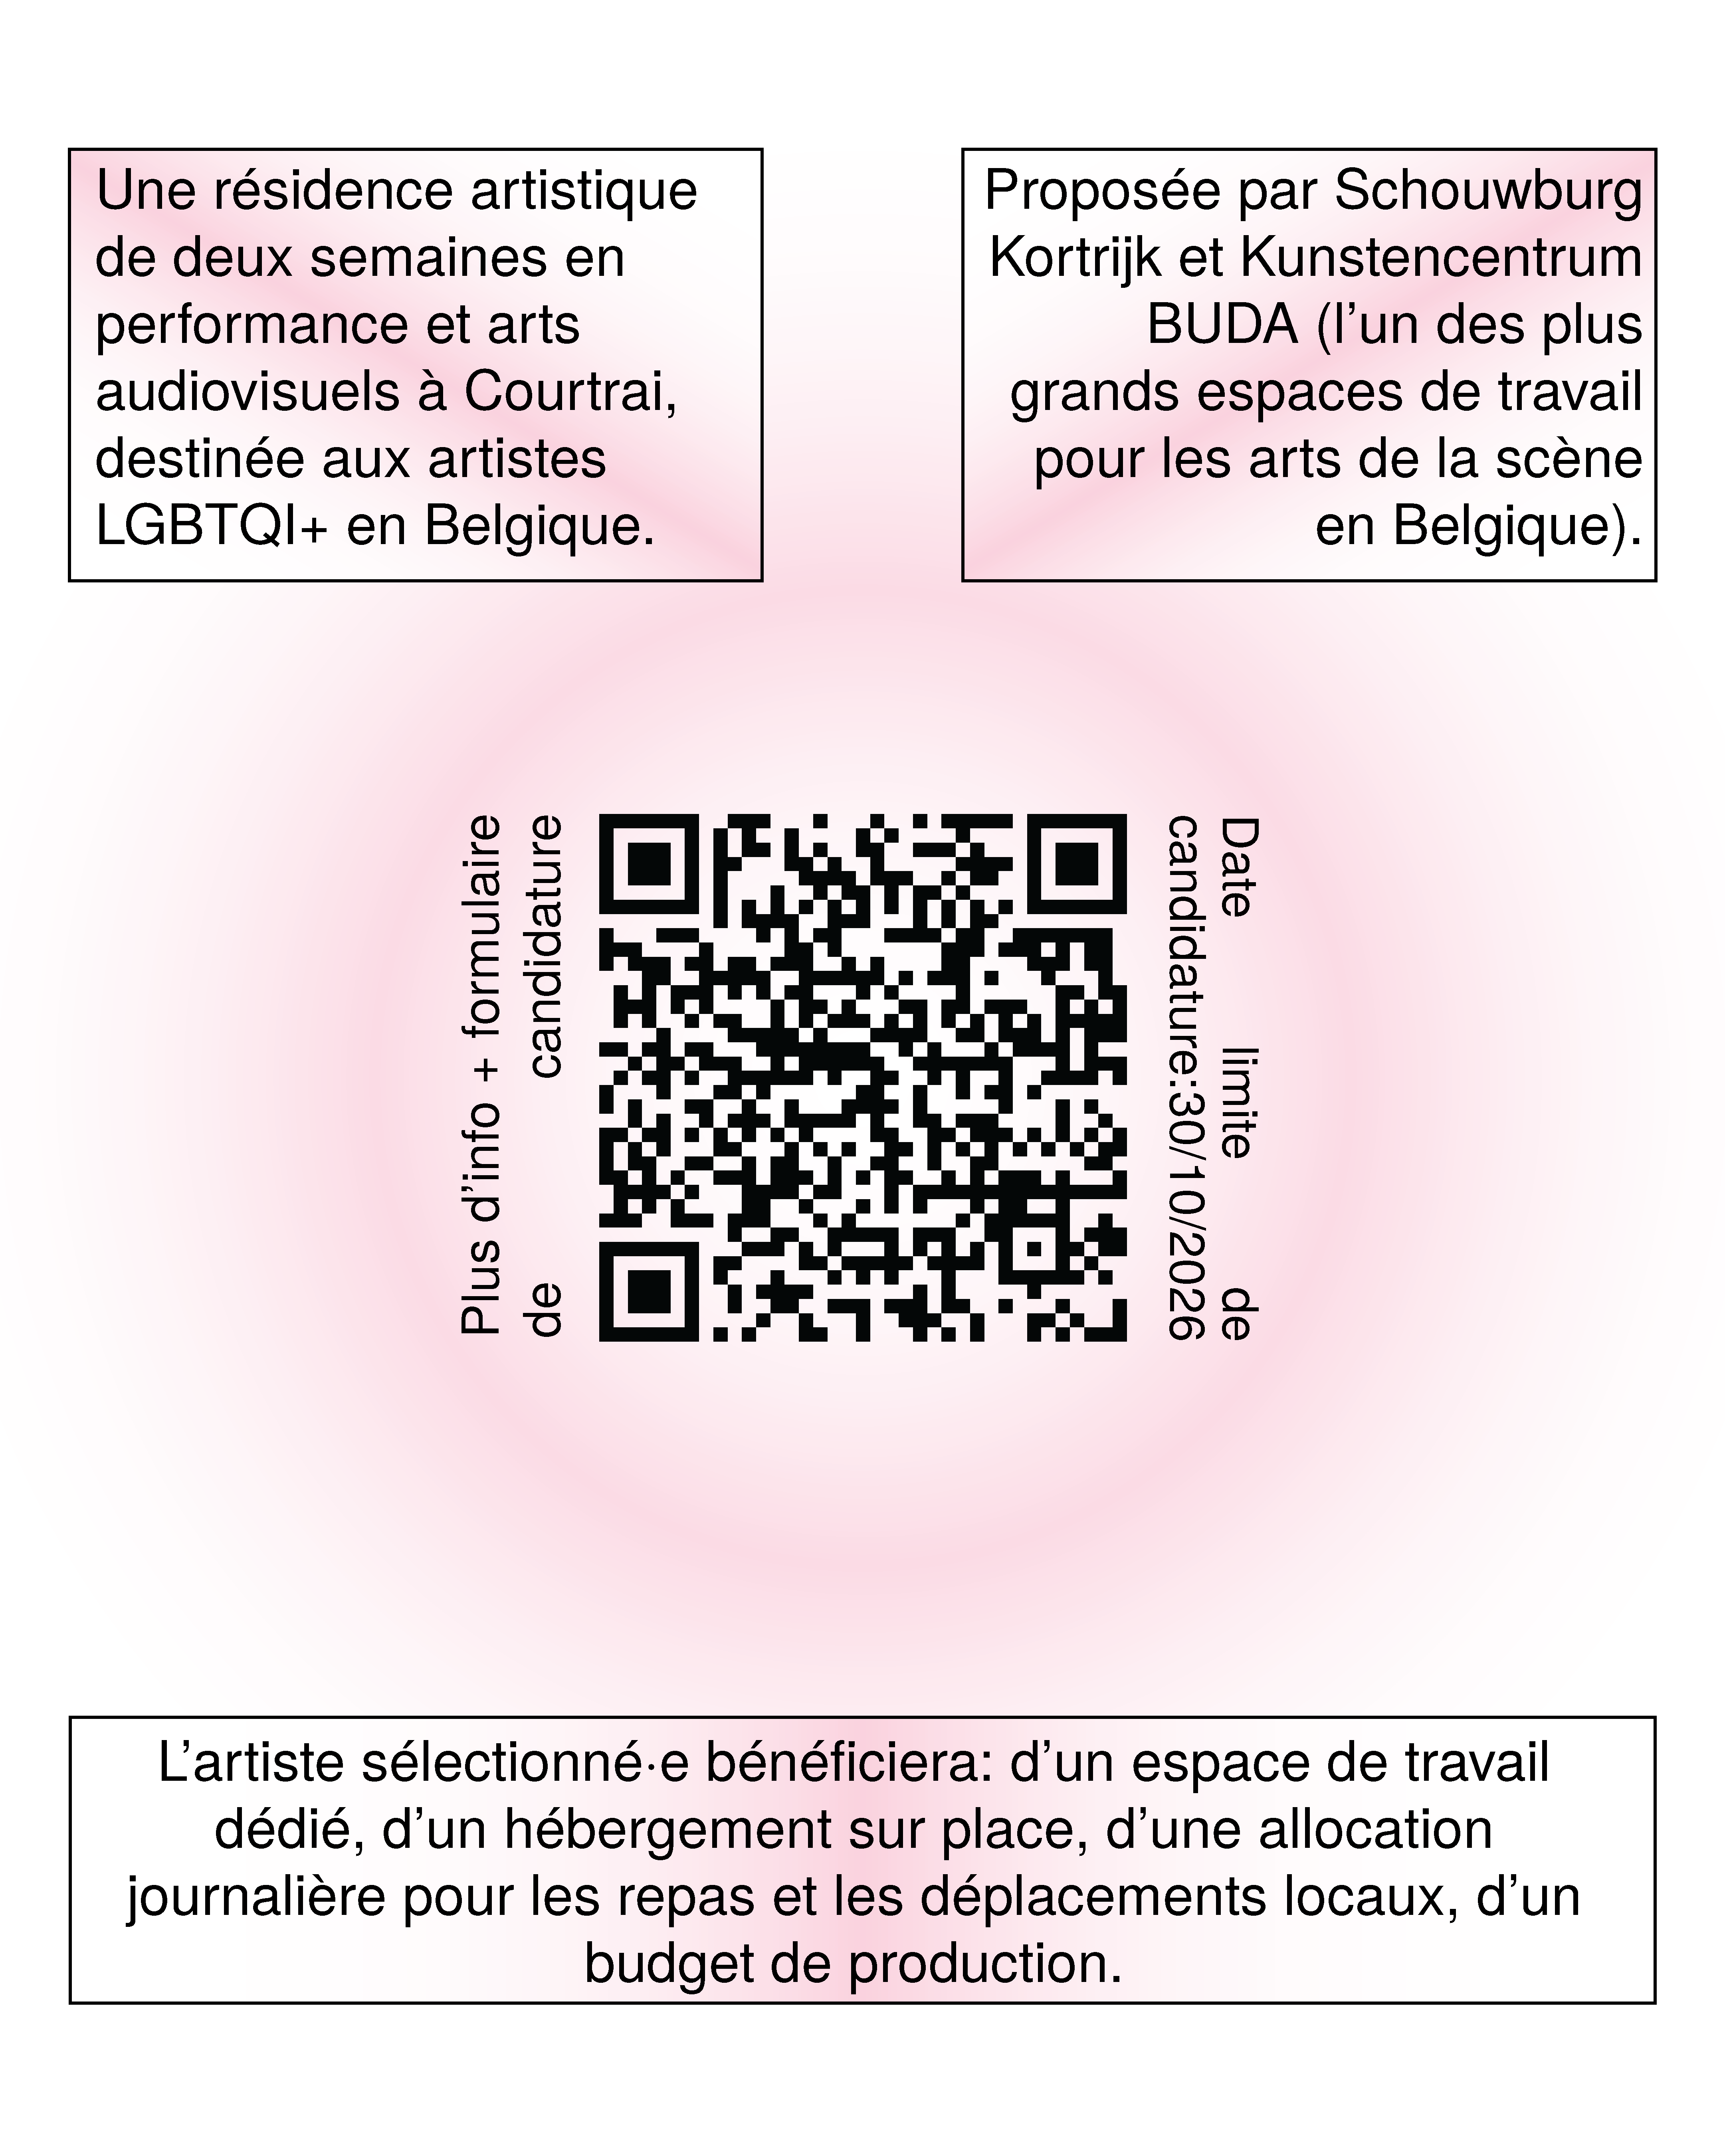 Une résidence artistique
de deux semaines en
performance et arts
audiovisuels à Courtrai,
destinée aux artistes
LGBTQI+ en Belgique.
Proposée par Schouwburg
Kortrijk et Kunstencentrum
BUDA (l’un des plus
grands espaces de travail
pour les arts de la scène
en Belgique).
Plus d’info + formulaire
de candidature
Date limite de
candidature:30/10/2026
L’artiste sélectionné·e bénéficiera: d’un espace de travail
dédié, d’un hébergement sur place, d’une allocation
journalière pour les repas et les déplacements locaux, d’un
budget de production.